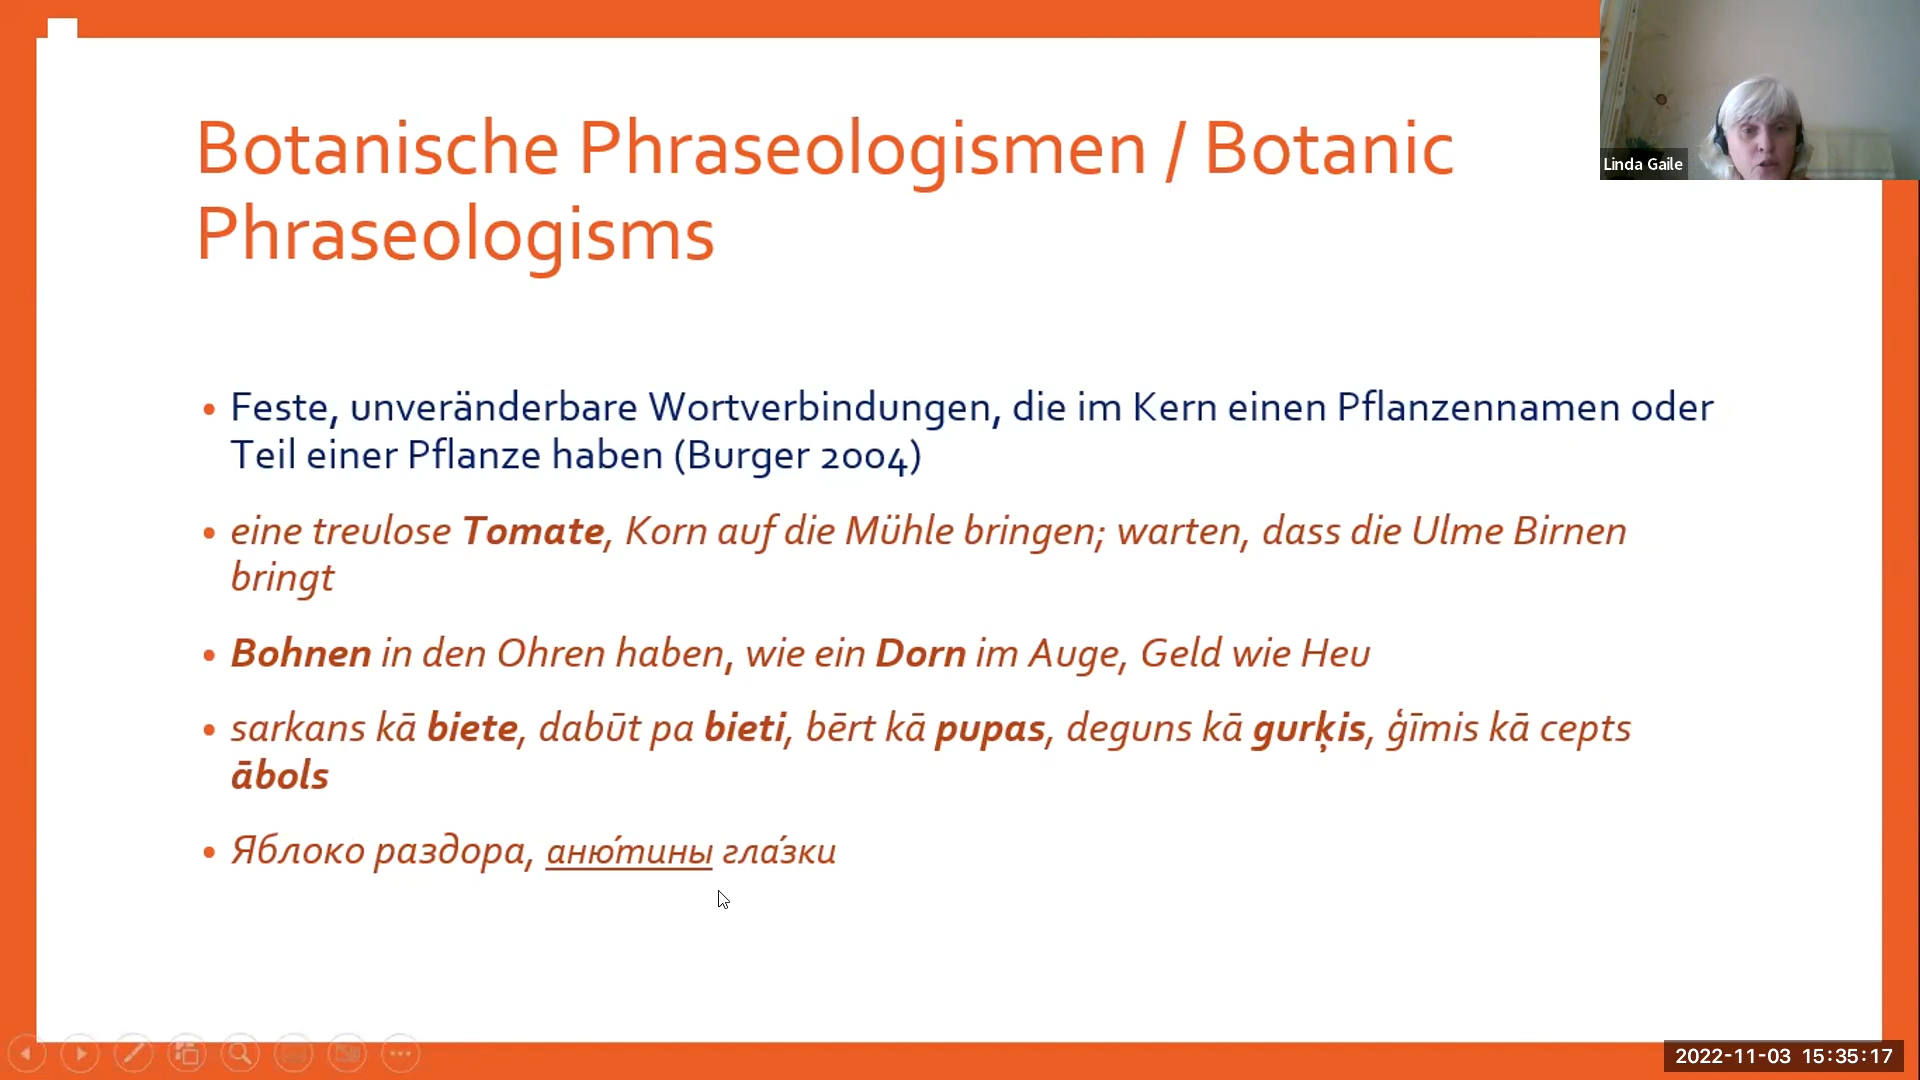 Botanische Phraseologismen / Botanic
Phraseologisms
Linda Gaile
• Feste, unveränderbare Wortverbindungen, die im Kern einen Pflanzennamen oder
Teil einer Pflanze haben (Burger 2004)
• eine treulose Tomate, Korn auf die Mühle bringen; warten, dass die Ulme Birnen
bringt
• Bohnen in den Ohren haben, wie ein Dorn im Auge, Geld wie Heu
• sarkans kā biete, dabūt pa bieti, bērt kā pupas, deguns kā gurķis, ģīmis kā cepts
ābols
• Яблоко раздора, аню́тины гла́зки
2022-11-03 15:35:17